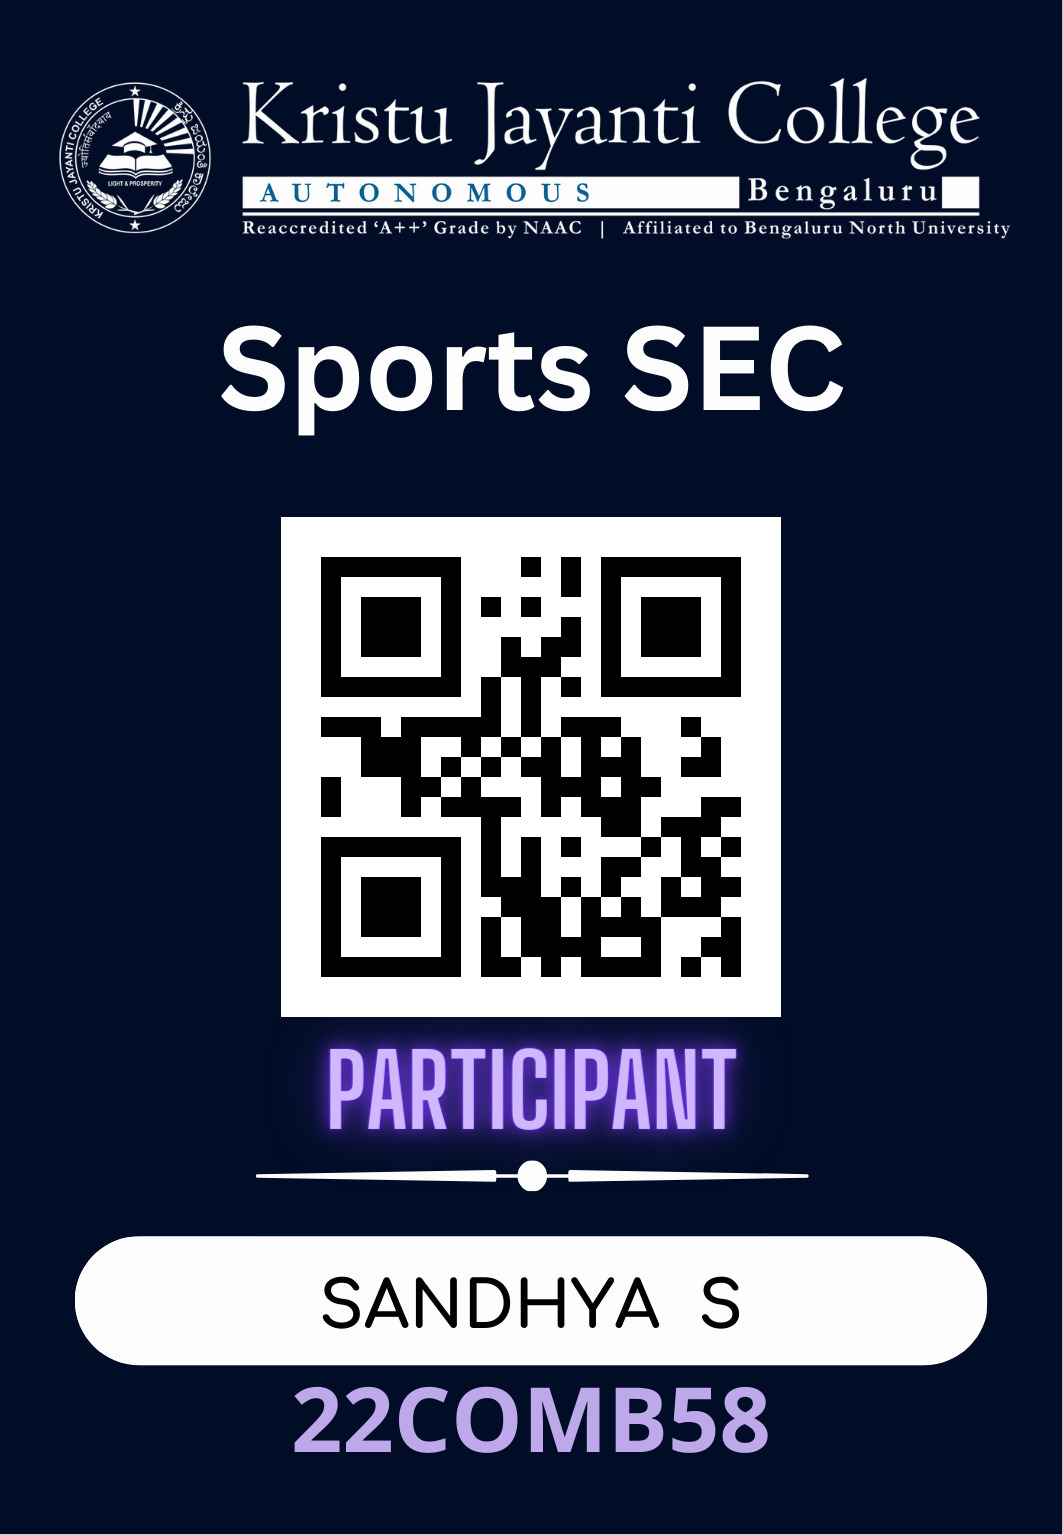 KRISTU JAYANTI COLLEGE
ಕ್ರಿಸ್ತು ಜಯಂತಿ ಕಾಲೇಜು
LIGHT & PROSPERITY
Kristu Jayanti College
AUTONOMOUS Bengaluru
Reaccredited ‘A++’ Grade by NAAC | Affiliated to Bengaluru North University
Sports SEC
PARTICIPANT
SANDHYA S
22COMB58